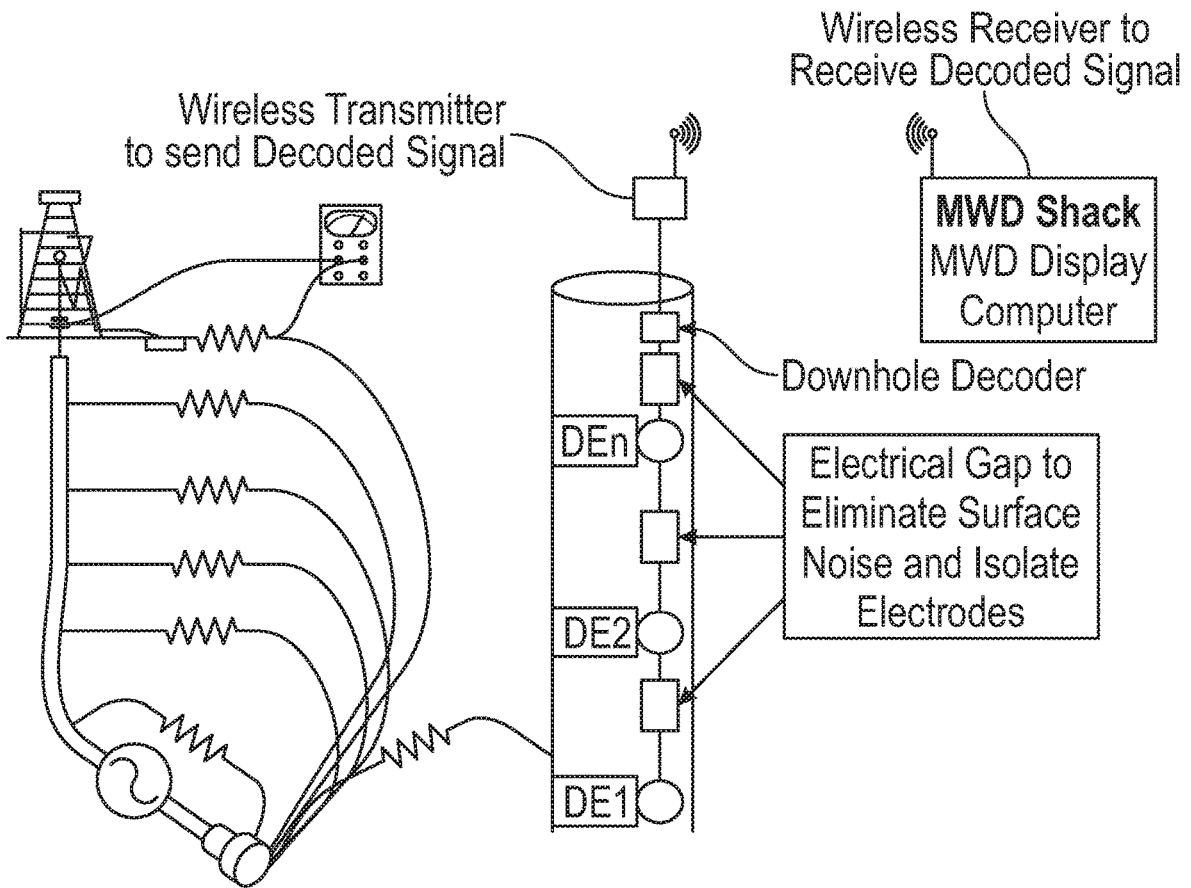 Wireless Receiver to
Receive Decoded Signal
Wireless Transmitter
to send Decoded Signal
MWD Shack
MWD Display
Computer
Downhole Decoder
DEn
Electrical Gap to
Eliminate Surface
Noise and Isolate
Electrodes
DE2
DE1